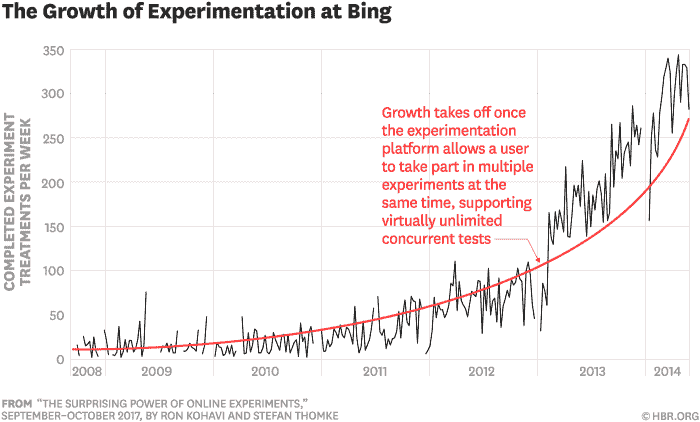 The Growth of Experimentation at Bing
COMPLETED EXPERIMENT
TREATMENTS PER WEEK
350
300
250
200
150
100
50
0
Growth takes off once
the experimentation
platform allows a user
to take part in multiple
experiments at the
same time, supporting
virtually unlimited
concurrent tests
2008 2009 2010 2011 2012 2013 2014
FROM “THE SURPRISING POWER OF ONLINE EXPERIMENTS,”
SEPTEMBER–OCTOBER 2017, BY RON KOHAVI AND STEFAN THOMKE
© HBR.ORG